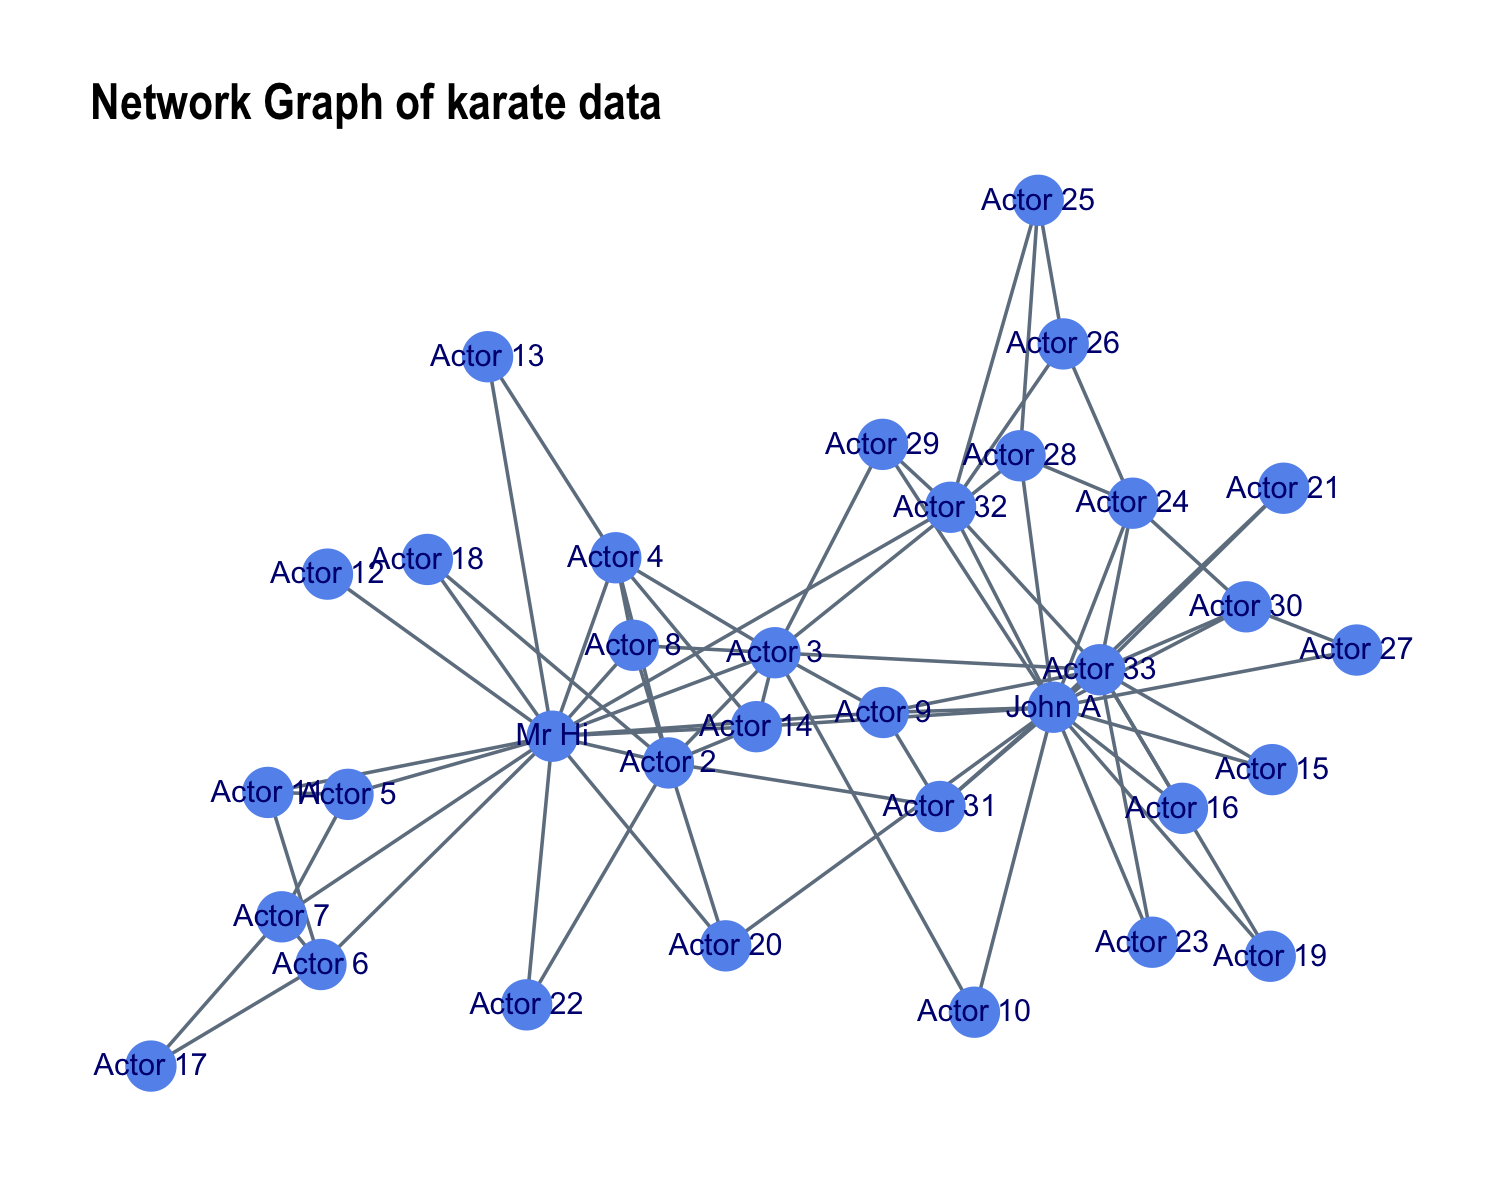 Network Graph of karate data
Actor 25
Actor 26
Actor 13
Actor 29
Actor 28
Actor 21
Actor 32
Actor 24
Actor 4
Actor 18
Actor 12
Actor 30
Actor 8
Actor 3
Actor 27
Actor 33
John A
Actor 9
Actor 14
Mr Hi
Actor 2
Actor 15
Actor 11
Actor 5
Actor 31
Actor 16
Actor 7
Actor 23
Actor 20
Actor 19
Actor 6
Actor 22
Actor 10
Actor 17